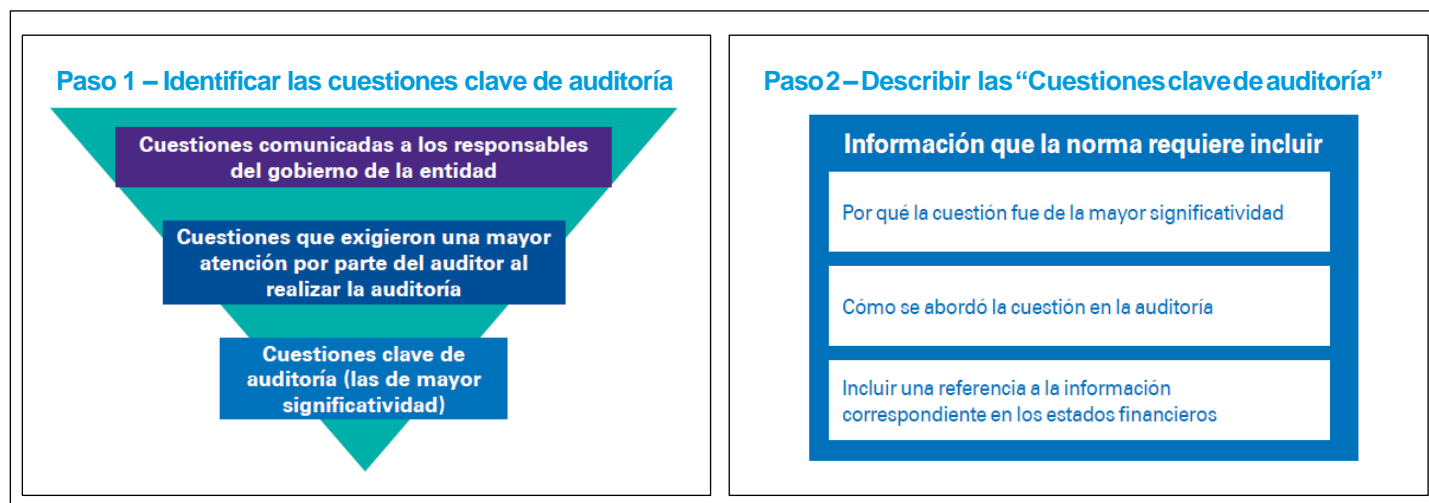 Paso 1 – Identificar las cuestiones clave de auditoría
Cuestiones comunicadas a los responsables
del gobierno de la entidad
Cuestiones que exigieron una mayor
atención por parte del auditor al
realizar la auditoría
Cuestiones clave de
auditoría (las de mayor
significatividad)
Paso 2 – Describir las “Cuestiones clave de auditoría”
Información que la norma requiere incluir
Por qué la cuestión fue de la mayor significatividad
Cómo se abordó la cuestión en la auditoría
Incluir una referencia a la información
correspondiente en los estados financieros